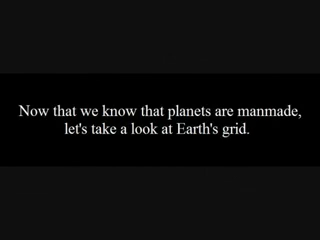 Now that we know that planets are manmade,
let's take a look at Earth's grid.